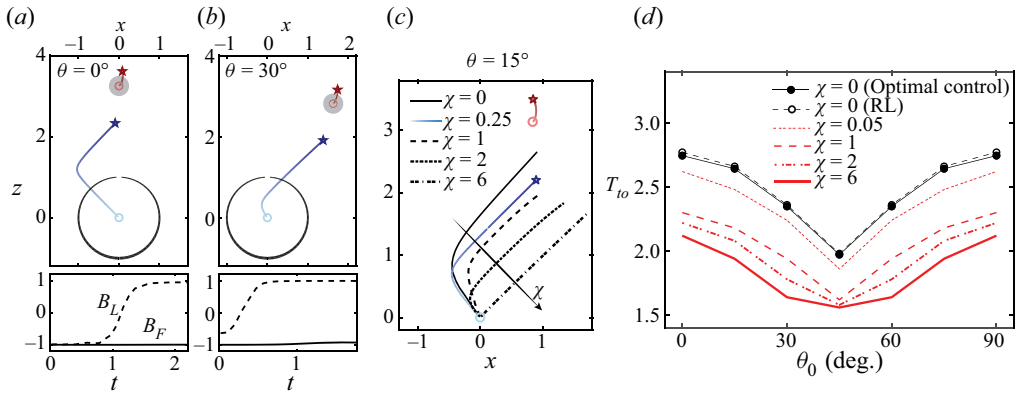 (a)
x
−1 0 1
4
θ = 0°
2
z
0
1
B_L
0
B_F
−1
0 1 2
t
(b)
x
−1 0 1 2
4
θ = 30°
2
0
1
0
−1
0 1
t
(c)
θ = 15°
χ = 0
χ = 0.25
χ = 1
χ = 2
χ = 6
3
2
1
0
χ
−1 0 1
x
(d)
χ = 0 (Optimal control)
χ = 0 (RL)
χ = 0.05
χ = 1
χ = 2
χ = 6
3.0
2.5
T_to
2.0
1.5
0 30 60 90
θ_0 (deg.)